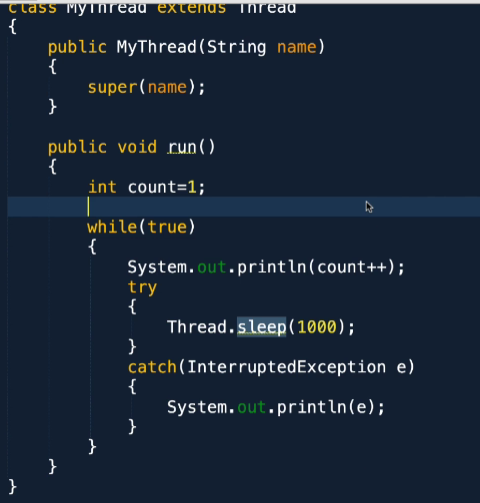 class MyThread extends Thread
{
    public MyThread(String name)
    {
        super(name);
    }

    public void run()
    {
        int count=1;

        while(true)
        {
            System.out.println(count++);
            try
            {
                Thread.sleep(1000);
            }
            catch(InterruptedException e)
            {
                System.out.println(e);
            }
        }
    }
}